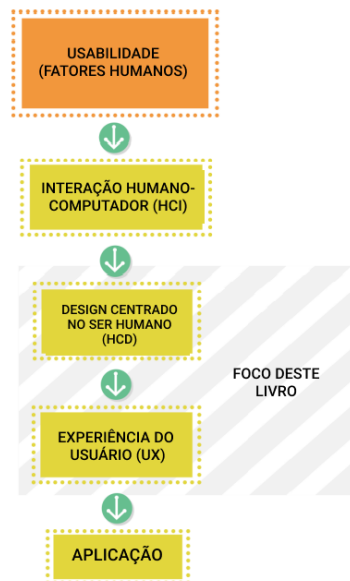 USABILIDADE
(FATORES HUMANOS)
INTERAÇÃO HUMANO-
COMPUTADOR (HCI)
DESIGN CENTRADO
NO SER HUMANO
(HCD)
FOCO DESTE
LIVRO
EXPERIÊNCIA DO
USUÁRIO (UX)
APLICAÇÃO